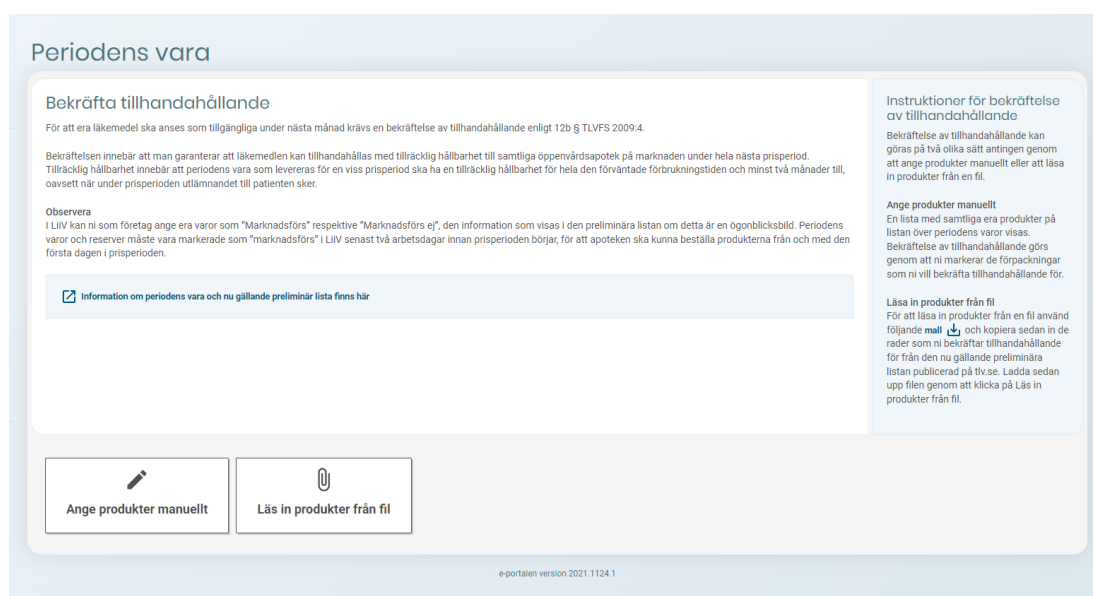 Periodens vara
Bekräfta tillhandahållande
För att era läkemedel ska anses som tillgängliga under nästa månad krävs en bekräftelse av tillhandahållande enligt 12b § TLVFS 2009:4.
Bekräftelsen innebär att man garanterar att läkemedlen kan tillhandahållas med tillräcklig hållbarhet till samtliga öppenvårdsapotek på marknaden under hela nästa prisperiod.
Tillräcklig hållbarhet innebär att periodens vara som levereras för en viss prisperiod ska ha en tillräcklig hållbarhet för hela den förväntade förbrukningstiden och minst två månader till,
oavsett när under prisperioden utlämnandet till patienten sker.
Observera
I LiiV kan ni som företag ange era varor som ”Marknadsförs” respektive ”Marknadsförs ej”, den information som visas i den preliminära listan om detta är en ögonblicksbild. Periodens
varor och reserver måste vara markerade som ”marknadsförs” i LiiV senast två arbetsdagar innan prisperioden börjar, för att apoteken ska kunna beställa produkterna från och med den
första dagen i prisperioden.
Information om periodens vara och nu gällande preliminär lista finns här
Instruktioner för bekräftelse
av tillhandahållande
Bekräftelse av tillhandahållande kan
göras på två olika sätt antingen genom
att ange produkter manuellt eller att läsa
in produkter från en fil.
Ange produkter manuellt
En lista med samtliga era produkter på
listan över periodens varor visas.
Bekräftelse av tillhandahållande görs
genom att ni markerar de förpackningar
som ni vill bekräfta tillhandahållande för.
Läsa in produkter från fil
För att läsa in produkter från en fil använd
följande mall och kopiera sedan in de
rader som ni bekräftar tillhandahållande
för från den nu gällande preliminära
listan publicerad på tlv.se. Ladda sedan
upp filen genom att klicka på Läs in
produkter från fil.
Ange produkter manuellt
Läs in produkter från fil
e-portalen version 2021.1124.1